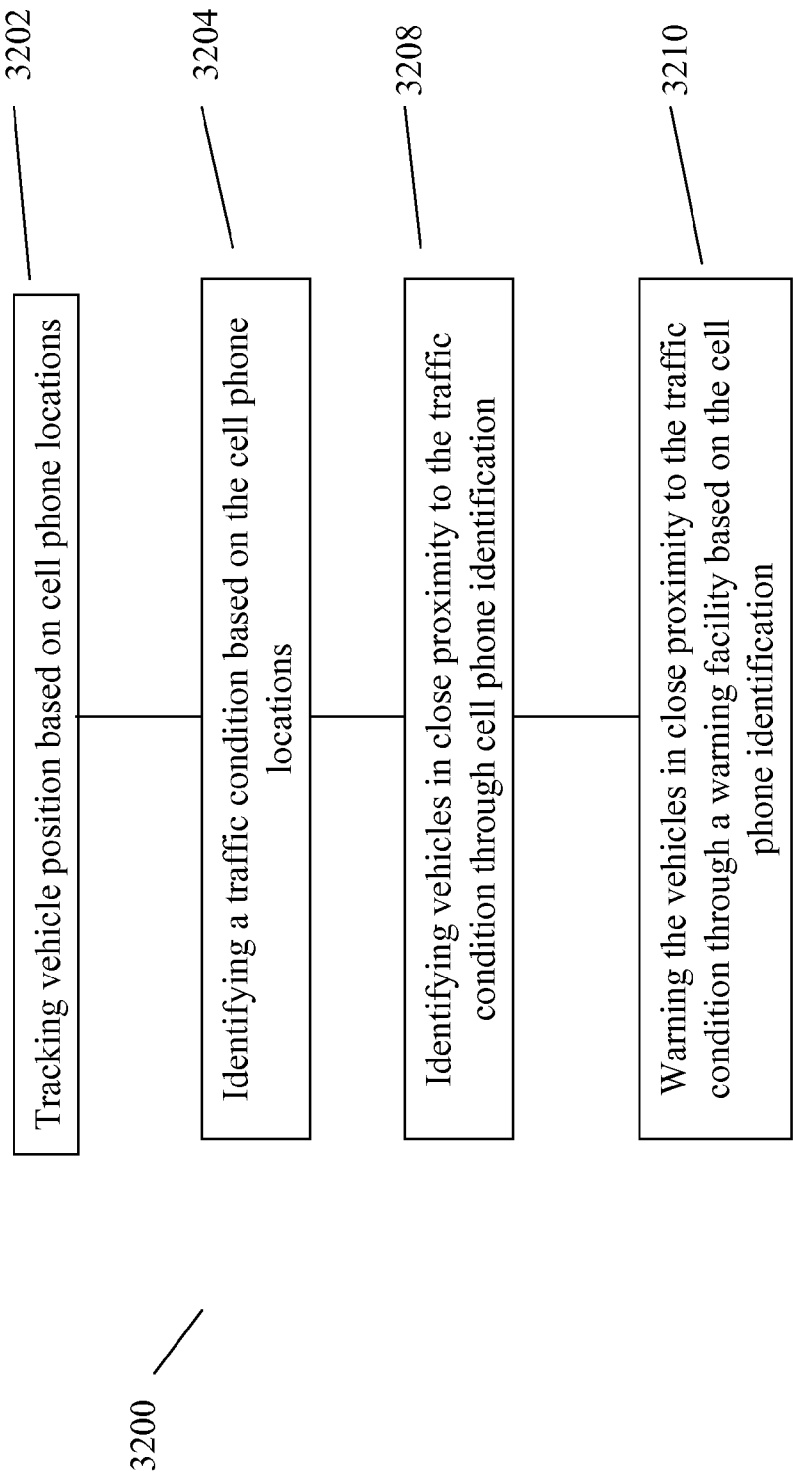 3200
Tracking vehicle position based on cell phone locations
3202
Identifying a traffic condition based on the cell phone
locations
3204
Identifying vehicles in close proximity to the traffic
condition through cell phone identification
3208
Warning the vehicles in close proximity to the traffic
condition through a warning facility based on the cell
phone identification
3210